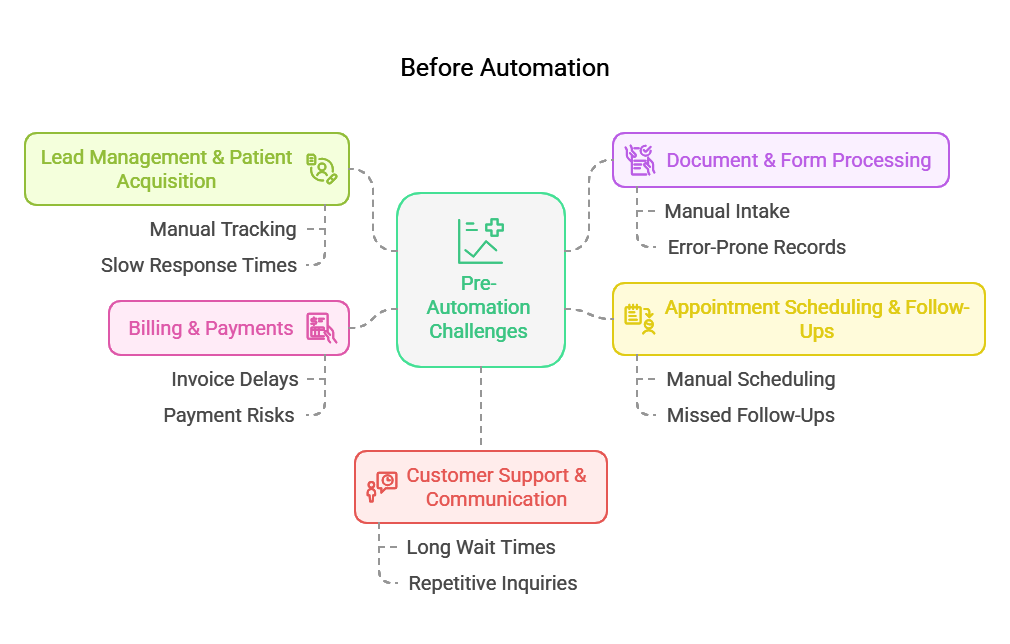 Before Automation
Lead Management & Patient
Acquisition
Manual Tracking
Slow Response Times
Billing & Payments
Invoice Delays
Payment Risks
Pre-
Automation
Challenges
Document & Form Processing
Manual Intake
Error-Prone Records
Appointment Scheduling & Follow-
Ups
Manual Scheduling
Missed Follow-Ups
Customer Support &
Communication
Long Wait Times
Repetitive Inquiries